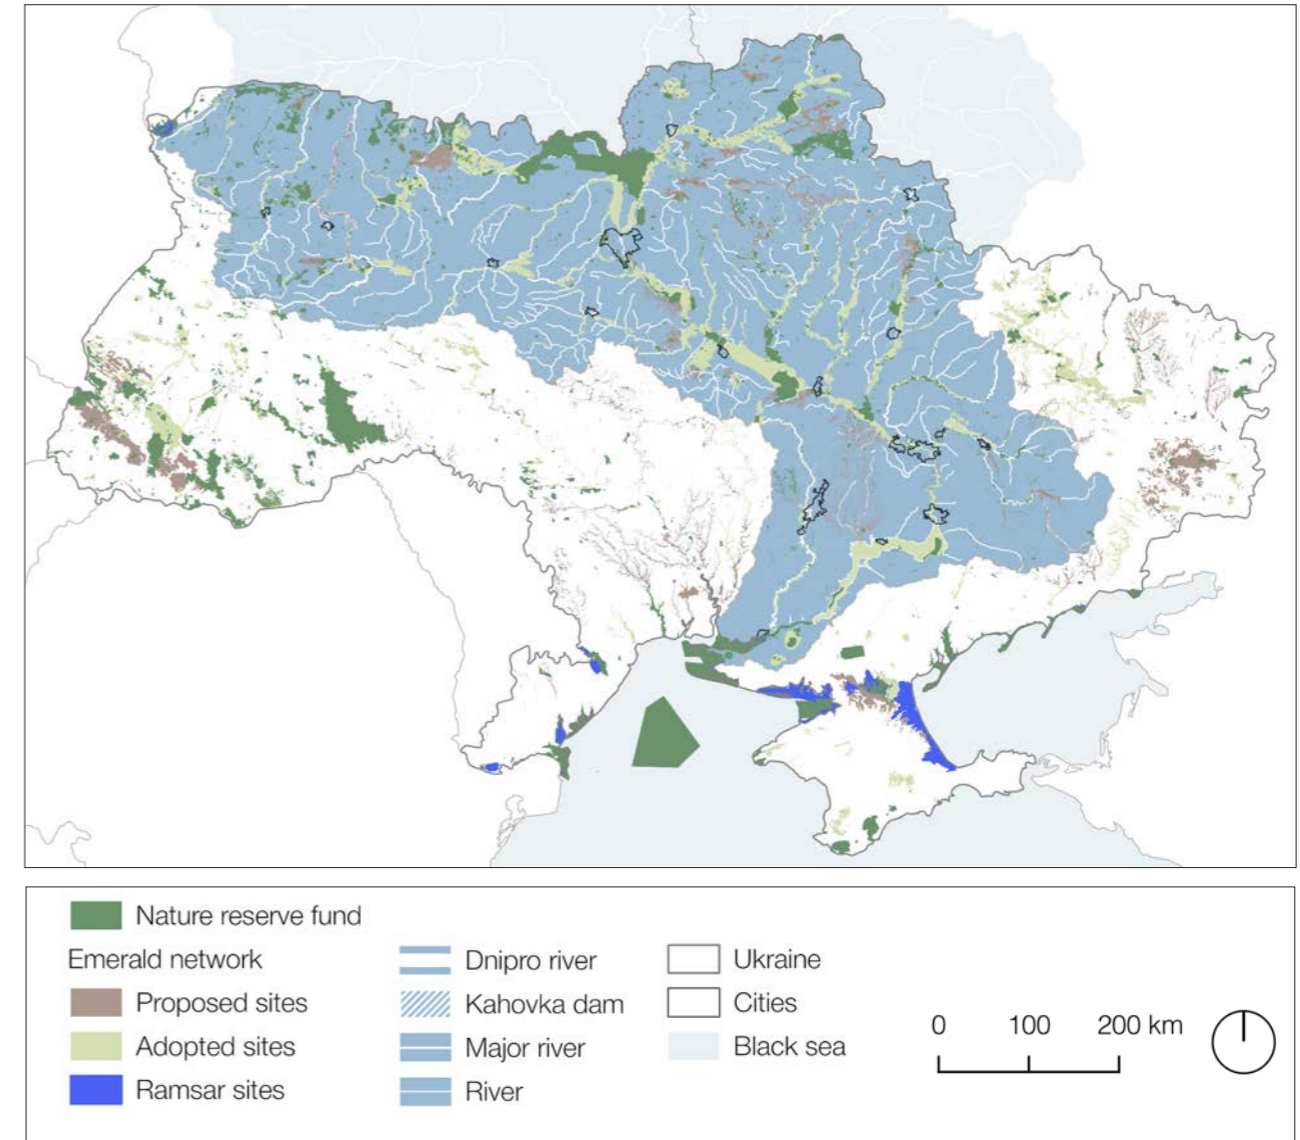 Nature reserve fund
Emerald network
Proposed sites
Adopted sites
Ramsar sites
Dnipro river
Kahovka dam
Major river
River
Ukraine
Cities
Black sea
0 100 200 km